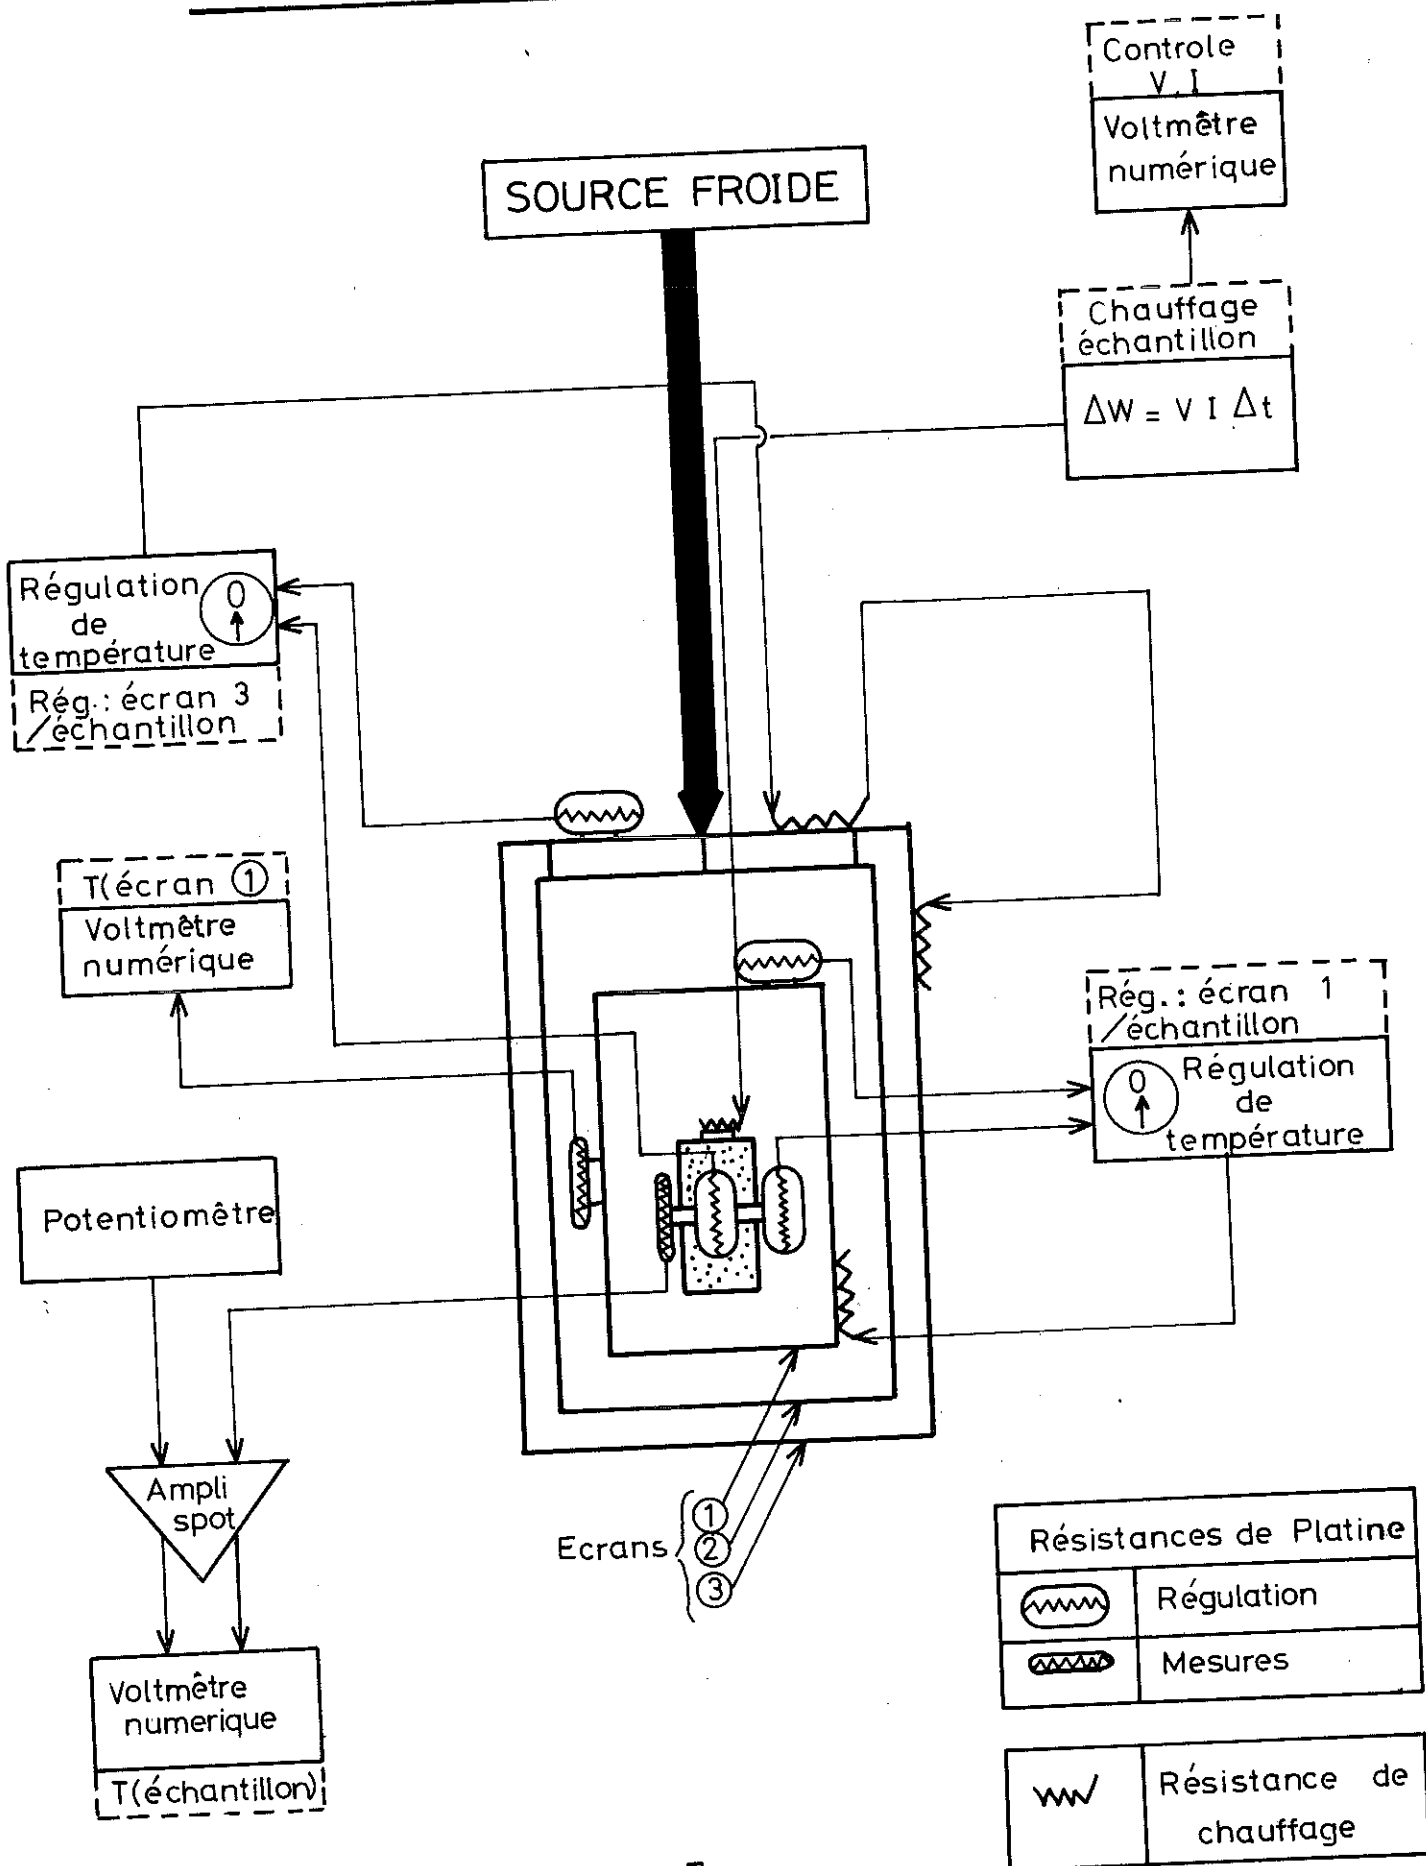 Controle
V.I
Voltmêtre
numérique
SOURCE FROIDE
Chauffage
échantillon
ΔW = V I Δt
Régulation
de
température
0
Rég.: écran 3
/échantillon
T(écran ①
Voltmêtre
numérique
Rég.: écran 1
/échantillon
0
Régulation
de
température
Potentiomêtre
Ampli
spot
Ecrans
①
②
③
Voltmêtre
numerique
T(échantillon)
Résistances de Platine
Régulation
Mesures
Résistance de
chauffage